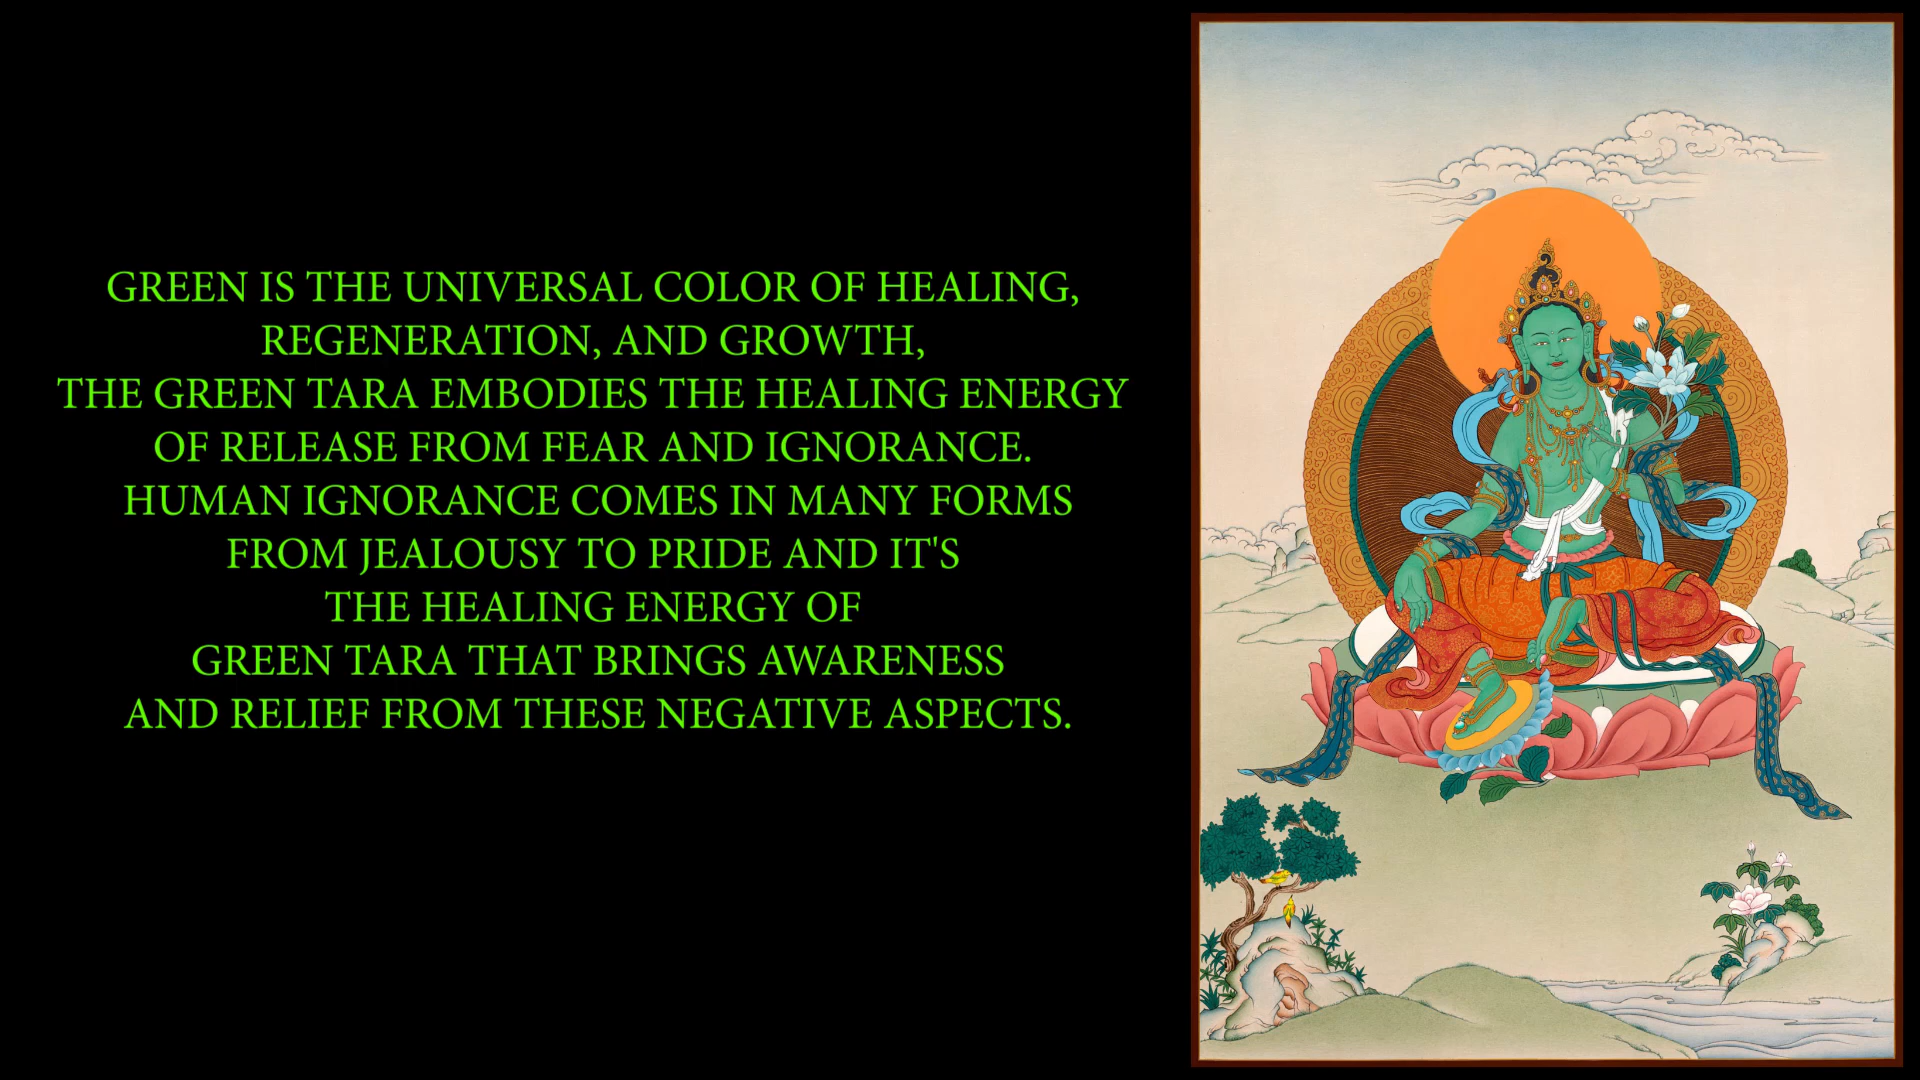 GREEN IS THE UNIVERSAL COLOR OF HEALING,
REGENERATION, AND GROWTH,
THE GREEN TARA EMBODIES THE HEALING ENERGY
OF RELEASE FROM FEAR AND IGNORANCE.
HUMAN IGNORANCE COMES IN MANY FORMS
FROM JEALOUSY TO PRIDE AND IT'S
THE HEALING ENERGY OF
GREEN TARA THAT BRINGS AWARENESS
AND RELIEF FROM THESE NEGATIVE ASPECTS.